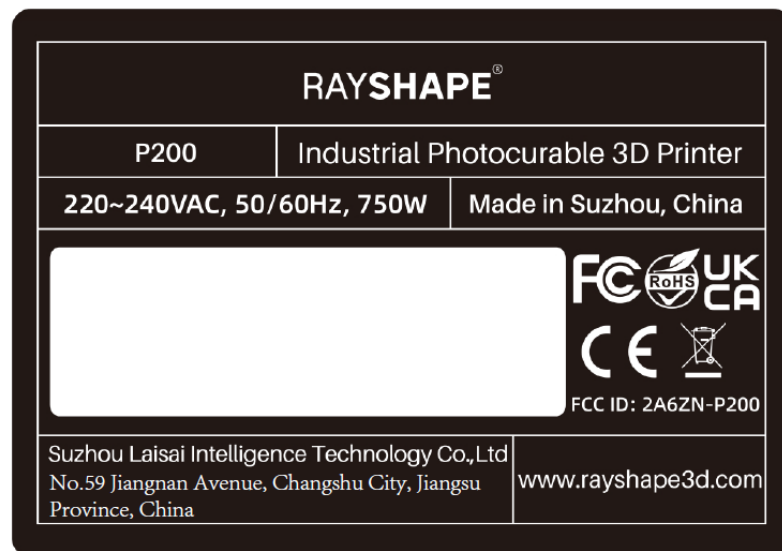 RAYSHAPE®
P200
Industrial Photocurable 3D Printer
220~240VAC, 50/60Hz, 750W
Made in Suzhou, China
FC RoHS UK
CA
CE
FCC ID: 2A6ZN-P200
Suzhou Laisai Intelligence Technology Co.,Ltd
No.59 Jiangnan Avenue, Changshu City, Jiangsu
Province, China
www.rayshape3d.com